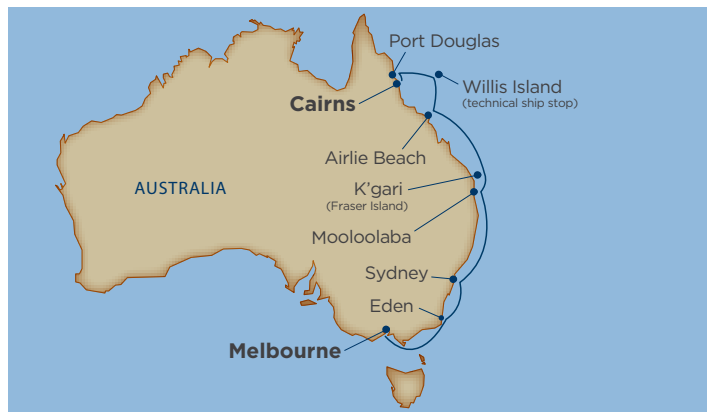 Port Douglas
Willis Island
(technical ship stop)
Cairns
Airlie Beach
AUSTRALIA
K'gari
(Fraser Island)
Mooloolaba
Sydney
Eden
Melbourne